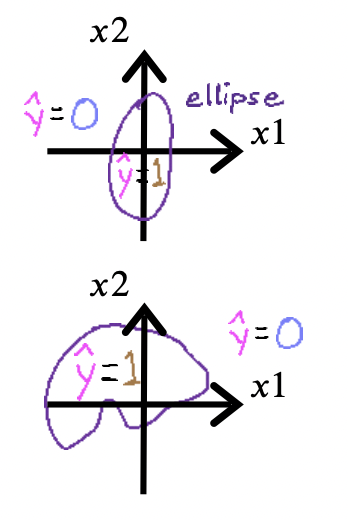 x2
ŷ = 0
ellipse
x1
ŷ = 1
x2
ŷ = 0
ŷ = 1
x1